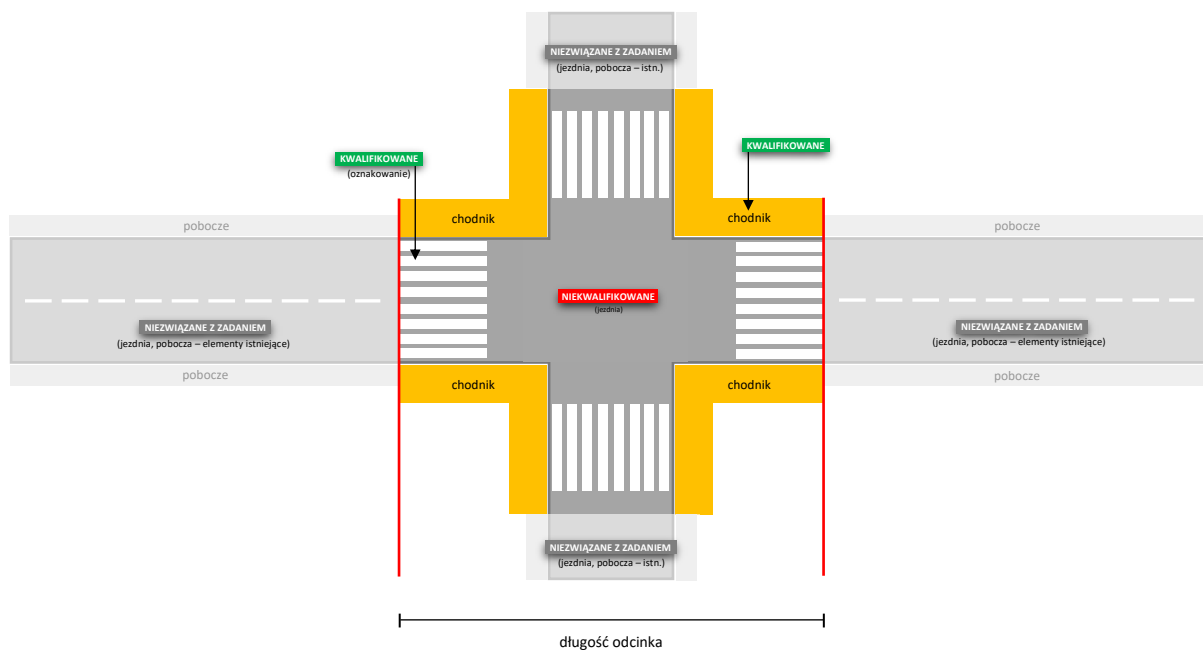 NIEZWIĄZANE Z ZADANIEM
(jezdnia, pobocza – istn.)
KWALIFIKOWANE
KWALIFIKOWANE
(oznakowanie)
pobocze
chodnik
chodnik
pobocze
NIEKWALIFIKOWANE
(jezdnia)
NIEZWIĄZANE Z ZADANIEM
(jezdnia, pobocza – elementy istniejące)
NIEZWIĄZANE Z ZADANIEM
(jezdnia, pobocza – elementy istniejące)
pobocze
chodnik
chodnik
pobocze
NIEZWIĄZANE Z ZADANIEM
(jezdnia, pobocza – istn.)
długość odcinka